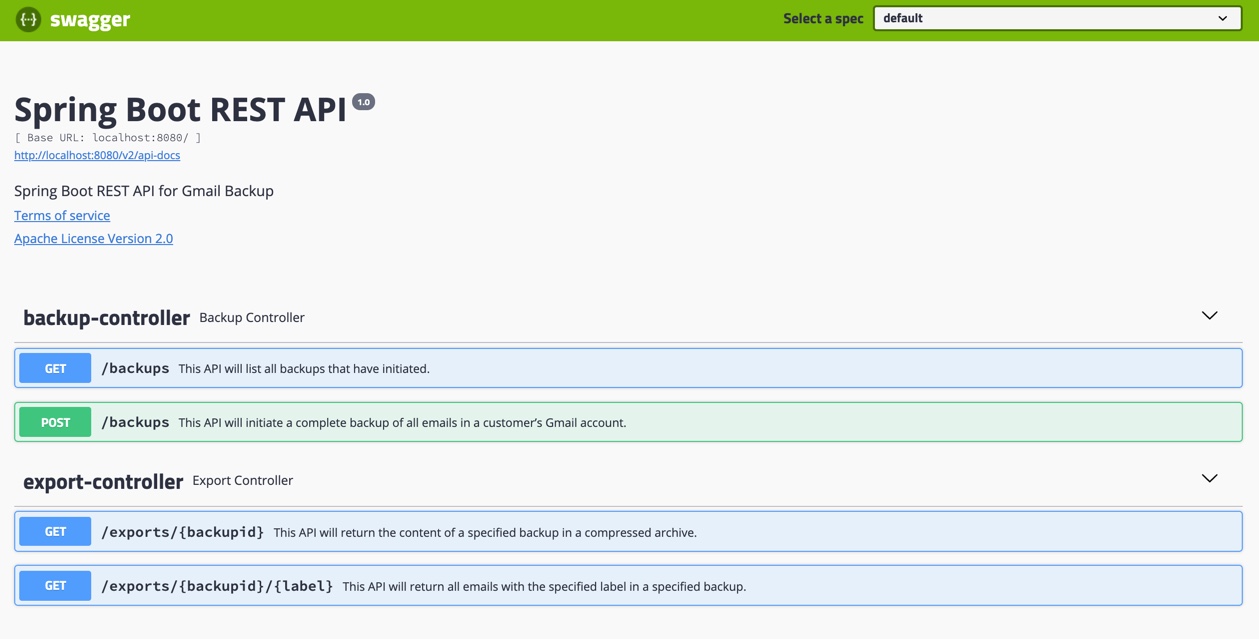 {···} swagger
Select a spec default
Spring Boot REST API 1.0
[ Base URL: localhost:8080/ ]
http://localhost:8080/v2/api-docs
Spring Boot REST API for Gmail Backup
Terms of service
Apache License Version 2.0
backup-controller Backup Controller
GET /backups This API will list all backups that have initiated.
POST /backups This API will initiate a complete backup of all emails in a customer’s Gmail account.
export-controller Export Controller
GET /exports/{backupid} This API will return the content of a specified backup in a compressed archive.
GET /exports/{backupid}/{label} This API will return all emails with the specified label in a specified backup.